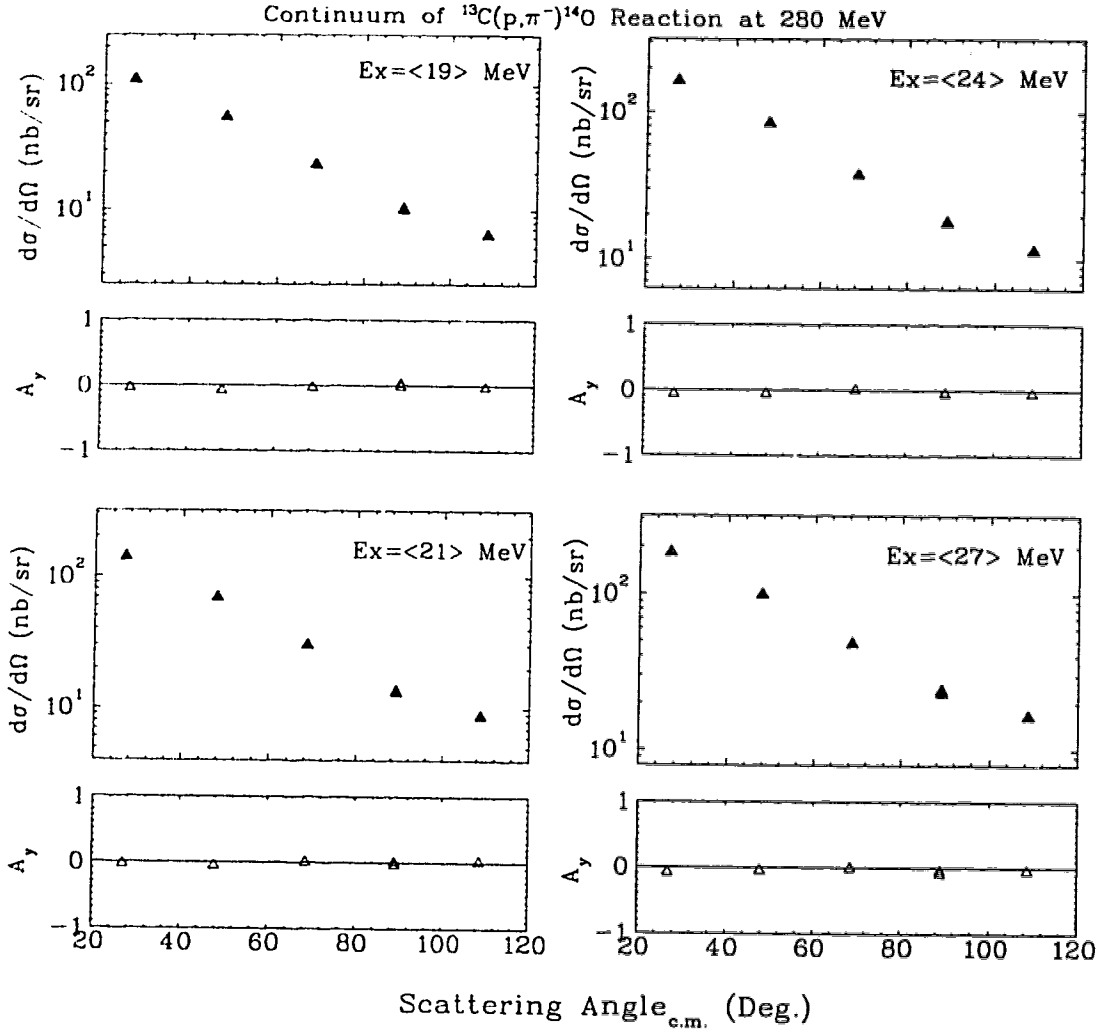 Continuum of ¹³C(p,π⁻)¹⁴O Reaction at 280 MeV
Ex=<19> MeV
dσ/dΩ (nb/sr)
10²
10¹
A_y
1
0
−1
Ex=<24> MeV
dσ/dΩ (nb/sr)
10²
10¹
A_y
1
0
−1
Ex=<21> MeV
dσ/dΩ (nb/sr)
10²
10¹
A_y
1
0
−1
20 40 60 80 100 120
Ex=<27> MeV
dσ/dΩ (nb/sr)
10²
10¹
A_y
1
0
−1
20 40 60 80 100 120
Scattering Angle_c.m. (Deg.)